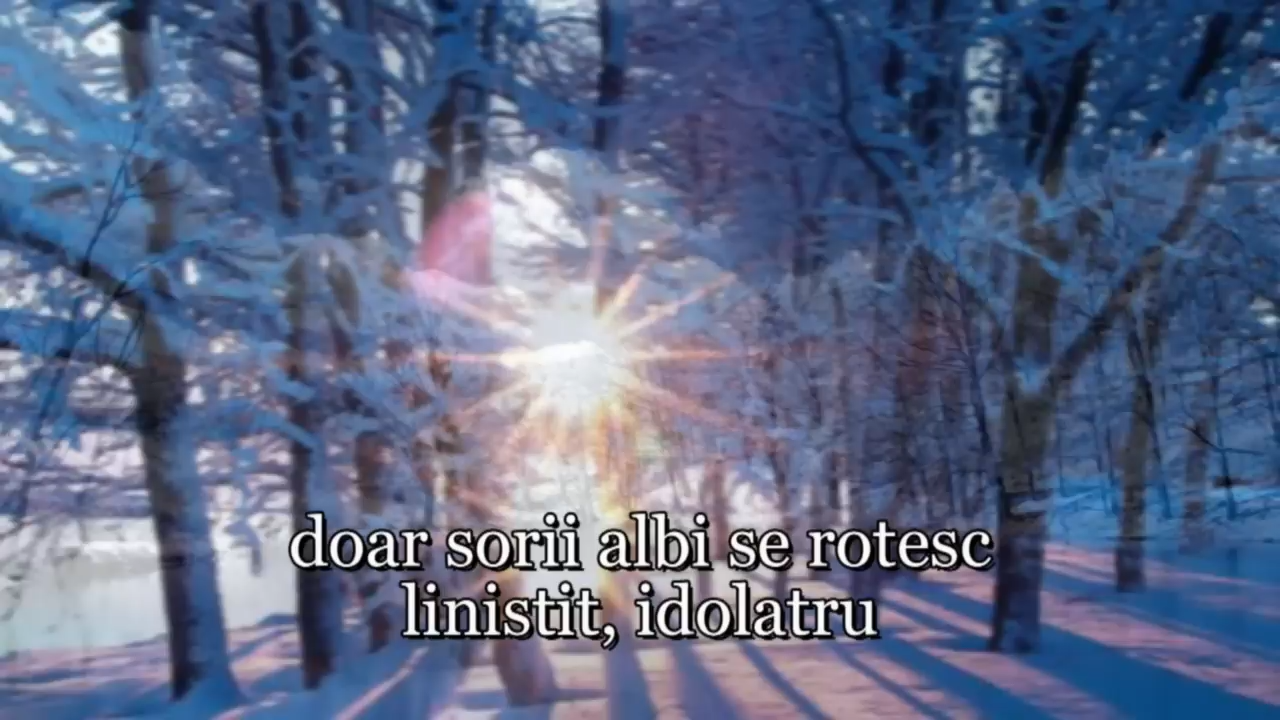 doar sorii albi se rotesc
linistit, idolatru